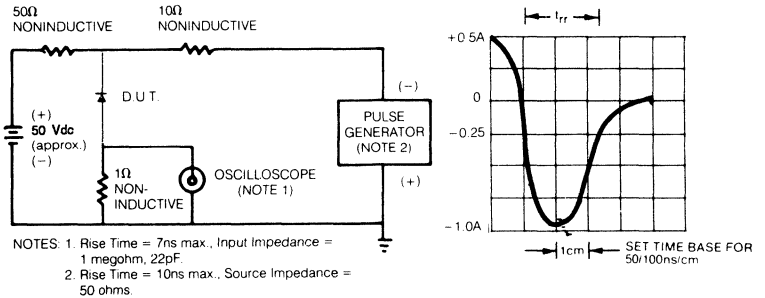 50Ω
NONINDUCTIVE
10Ω
NONINDUCTIVE
D.U.T.
(+)
50 Vdc
(approx.)
(−)
1Ω
NON-
INDUCTIVE
OSCILLOSCOPE
(NOTE 1)
(−)
PULSE
GENERATOR
(NOTE 2)
(+)
trr
+0.5A
0
-0.25
-1.0A
1cm
SET TIME BASE FOR
50/100ns/cm
NOTES: 1. Rise Time = 7ns max., Input Impedance =
1 megohm, 22pF.
2. Rise Time = 10ns max., Source Impedance =
50 ohms.